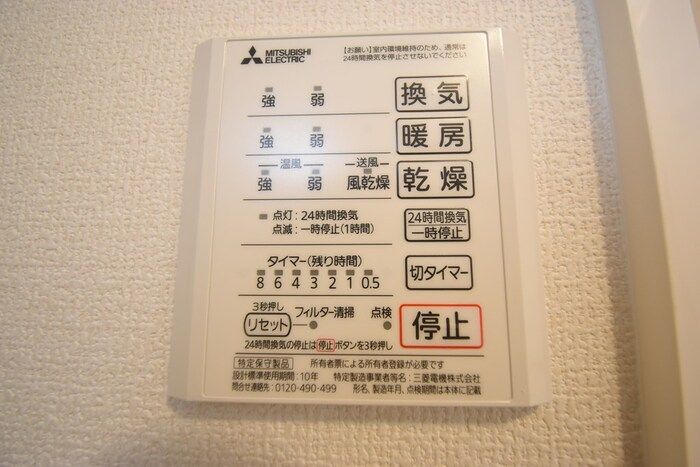 MITSUBISHI
ELECTRIC
【お願い】室内環境維持のため、通常は
24時間換気を停止させないでください
強 弱 換気
強 弱 暖房
温風 送風
強 弱 風乾燥 乾燥
点灯:24時間換気
点滅:一時停止(1時間)
24時間換気
一時停止
タイマー(残り時間)
8 6 4 3 2 1 0.5
切タイマー
3秒押し
リセット フィルター清掃 点検
停止
24時間換気の停止は停止ボタンを3秒押し
特定保守製品 所有者票による所有者登録が必要です
設計標準使用期間:10年 特定製造事業者等名:三菱電機株式会社
問合せ連絡先:0120-490-499 形名、製造年月、点検期間は本体に記載